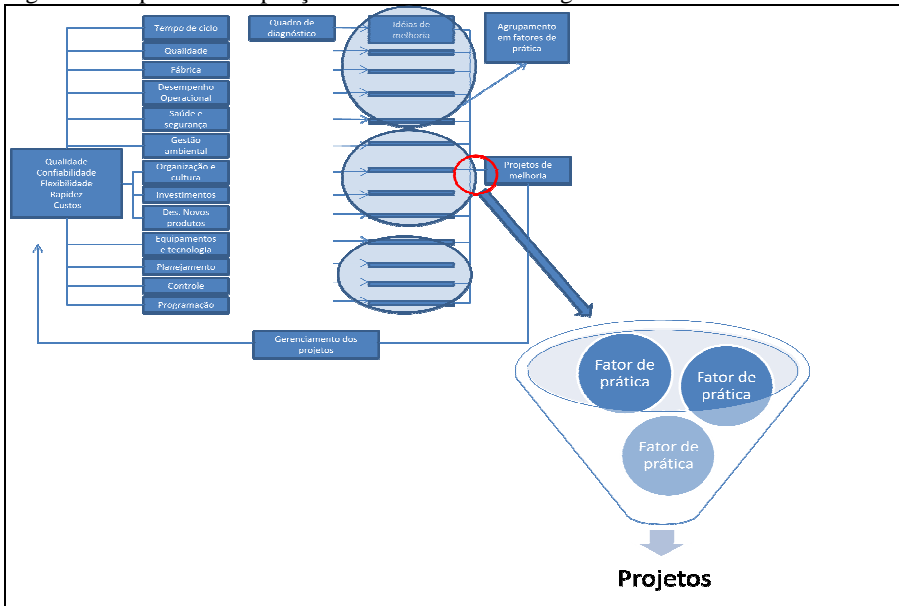 Tempo de ciclo
Qualidade
Fábrica
Desempenho
Operacional
Saúde e
segurança
Gestão
ambiental
Organização e
cultura
Investimentos
Des. Novos
produtos
Equipamentos
e tecnologia
Planejamento
Controle
Programação
Qualidade
Confiabilidade
Flexibilidade
Rapidez
Custos
Quadro de
diagnóstico
Idéias de
melhoria
Agrupamento
em fatores de
prática
Projetos de
melhoria
Gerenciamento dos
projetos
Fator de
prática
Fator de
prática
Fator de
prática
Projetos